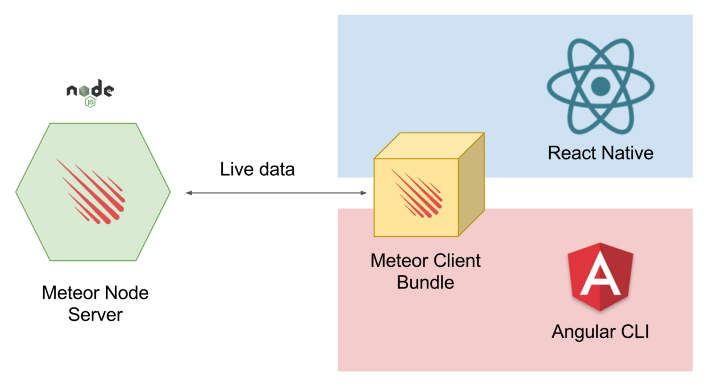 node
JS
Meteor Node
Server
Live data
Meteor Client
Bundle
React Native
A
Angular CLI